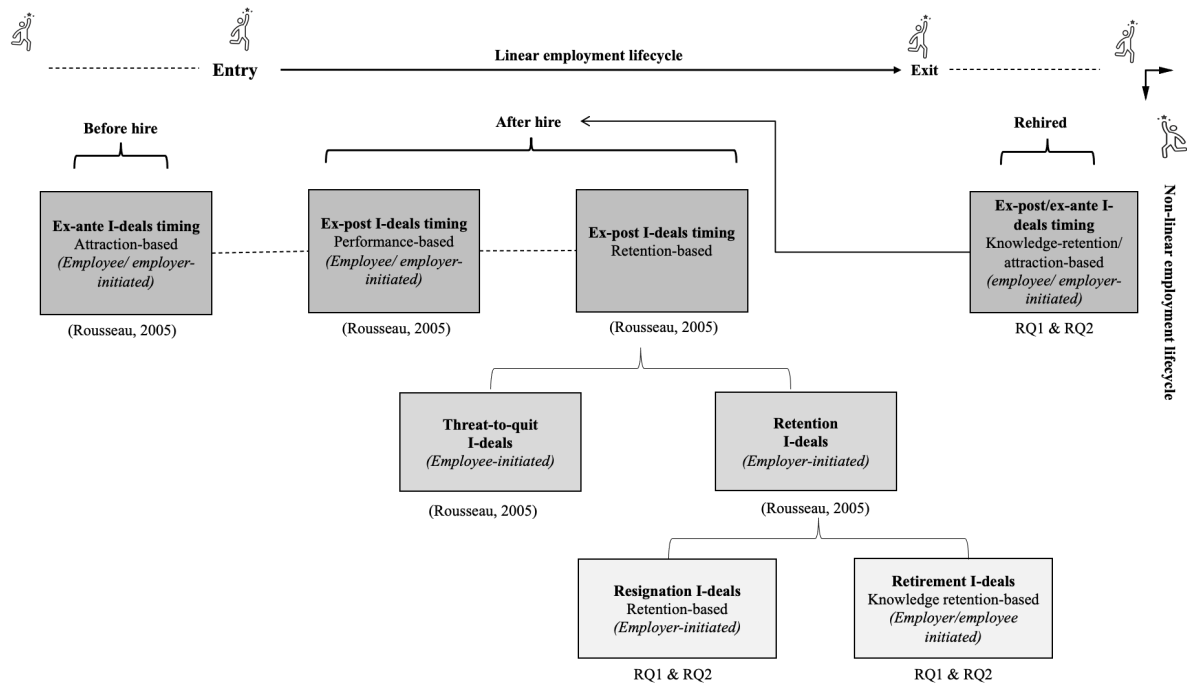 Linear employment lifecycle
Entry
Exit
Before hire
After hire
Rehired
Ex-ante I-deals timing
Attraction-based
(Employee/ employer-
initiated)
(Rousseau, 2005)
Ex-post I-deals timing
Performance-based
(Employee/ employer-
initiated)
(Rousseau, 2005)
Ex-post I-deals timing
Retention-based
(Rousseau, 2005)
Ex-post/ex-ante I-
deals timing
Knowledge-retention/
attraction-based
(employee/ employer-
initiated)
RQ1 & RQ2
Non-linear employment lifecycle
Threat-to-quit
I-deals
(Employee-initiated)
(Rousseau, 2005)
Retention
I-deals
(Employer-initiated)
(Rousseau, 2005)
Resignation I-deals
Retention-based
(Employer-initiated)
RQ1 & RQ2
Retirement I-deals
Knowledge retention-based
(Employer/employee
initiated)
RQ1 & RQ2